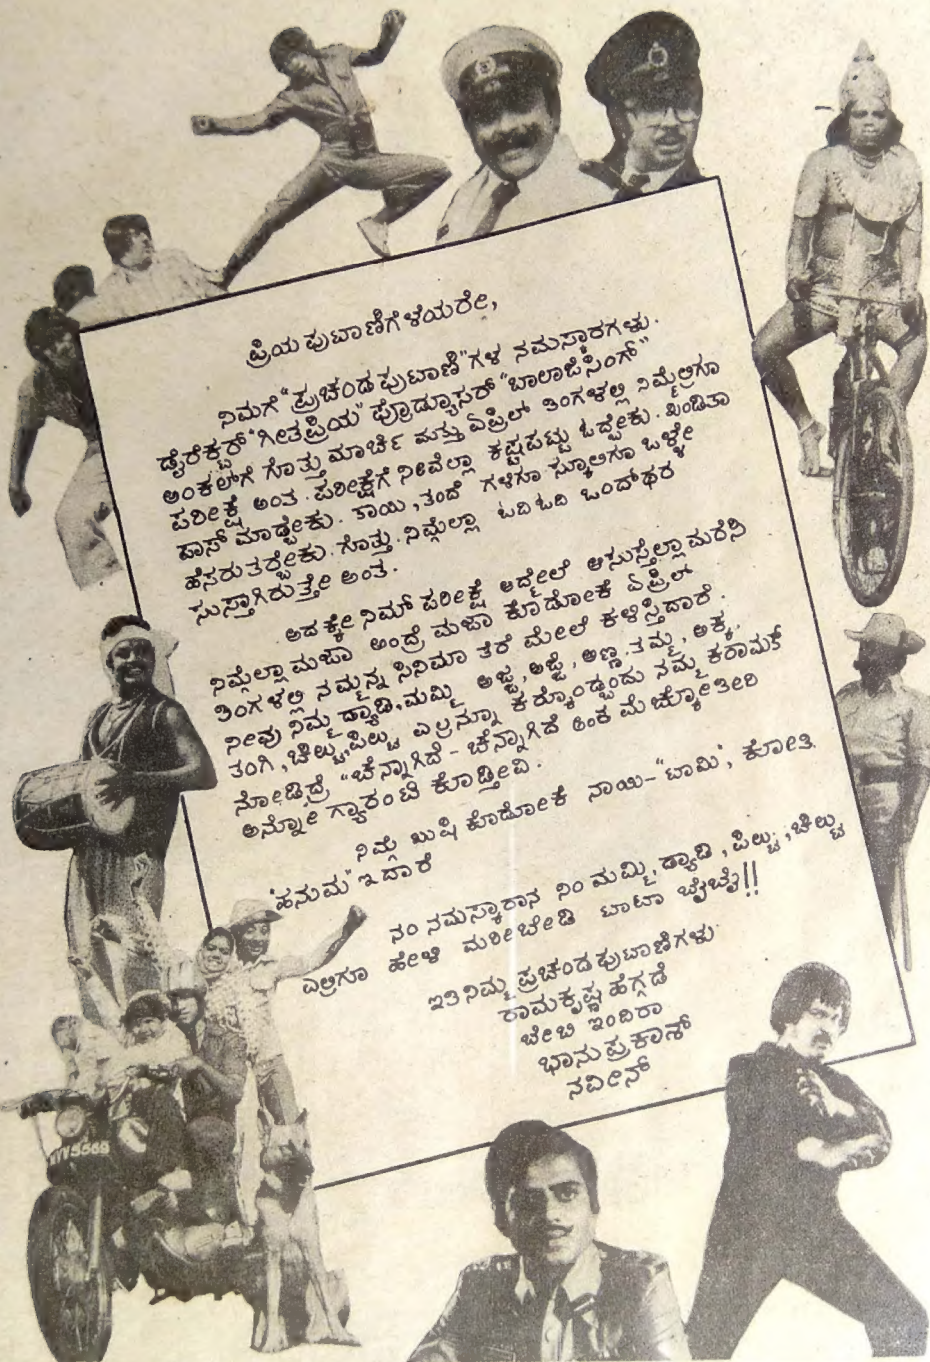 ಪ್ರಿಯ ಪುಟಾಣಿಗೆಳೆಯರೇ,
ನಿಮಗೆ "ಪ್ರಚಂಡ ಪುಟಾಣಿ"ಗಳ ನಮಸ್ಕಾರಗಳು.
ಡೈರೆಕ್ಟರ್ "ಗೀತಪ್ರಿಯ" ಪ್ರೊಡ್ಯೂಸರ್ "ಬಾಲಾಜಿಸಿಂಗ್"
ಅಂಕಲ್‌ಗೆ ಗೊತ್ತು ಮಾರ್ಚಿ ಮತ್ತು ಏಪ್ರಿಲ್ ತಿಂಗಳಲ್ಲಿ ನಿಮ್ಮೆಲ್ರಿಗೂ
ಪರೀಕ್ಷೆ ಅಂತ. ಪರೀಕ್ಷೆಗೆ ನೀವೆಲ್ಲಾ ಕಷ್ಟಪಟ್ಟು ಓದ್ಬೇಕು. ಖಂಡಿತಾ
ಪಾಸ್ ಮಾಡ್ಬೇಕು. ತಾಯಿ, ತಂದೆ ಗಳಿಗೂ ಸ್ಕೂಲಿಗೂ ಒಳ್ಳೇ
ಹೆಸರು ತರ್‍ಬೇಕು. ಗೊತ್ತು. ನಿಮ್ಗೆಲ್ಲಾ ಓದಿ ಓದಿ ಒಂದ್‌ಥರ
ಸುಸ್ತಾಗಿರುತ್ತೇ ಅಂತ.
ಅದಕ್ಕೇ ನಿಮ್ ಪರೀಕ್ಷೆ ಆದ್ಮೇಲೆ ಆಸುಸ್ತೆಲ್ಲಾ ಮರೆಸಿ
ನಿಮ್ಗೆಲ್ಲಾ ಮಜಾ ಅಂದ್ರೆ ಮಜಾ ಕೊಡೋಕೆ ಏಪ್ರಿಲ್
ತಿಂಗಳಲ್ಲಿ ನಮ್ಮನ್ನ ಸಿನಿಮಾ ತೆರೆ ಮೇಲೆ ಕಳಿಸ್ತಿದಾರೆ.
ನೀವು ನಿಮ್ಮ ಡ್ಯಾಡಿ, ಮಮ್ಮಿ ಅಜ್ಜ, ಅಜ್ಜಿ, ಅಣ್ಣ, ತಮ್ಮ, ಅಕ್ಕ,
ತಂಗಿ, ಚಿಲ್ಟು, ಪಿಲ್ಟು ಎಲ್ರನ್ನೂ ಕರ್ಕೊಂಡ್ಬಂದು ನಮ್ಮ ಕರಾಮತ್
ನೋಡಿದ್ರೆ "ಚೆನ್ನಾಗಿದೆ - ಚೆನ್ನಾಗಿದೆ ಅಂತ ಮೆಚ್ಕೋತೀರಿ
ಅನ್ನೋ ಗ್ಯಾರಂಟಿ ಕೊಡ್ತೀವಿ.
ನಿಮ್ಗೆ ಖುಷಿ ಕೊಡೋಕೆ ನಾಯಿ-"ಟಾಮಿ", ಕೋತಿ
"ಹನುಮ" ಇದಾರೆ
ನಂ ನಮಸ್ಕಾರಾನ ನಿಂ ಮಮ್ಮಿ, ಡ್ಯಾಡಿ, ಪಿಲ್ಟು, ಚಿಲ್ಟು
ಎಲ್ರಿಗೂ ಹೇಳಿ ಮರೀಬೇಡಿ ಟಾಟಾ ಬೈಬೈ!!
ಇತಿ ನಿಮ್ಮ ಪ್ರಚಂಡ ಪುಟಾಣಿಗಳು.
ರಾಮಕೃಷ್ಣ ಹೆಗ್ಗಡೆ
ಬೇಬಿ ಇಂದಿರಾ
ಭಾನುಪ್ರಕಾಶ್
ನವೀನ್